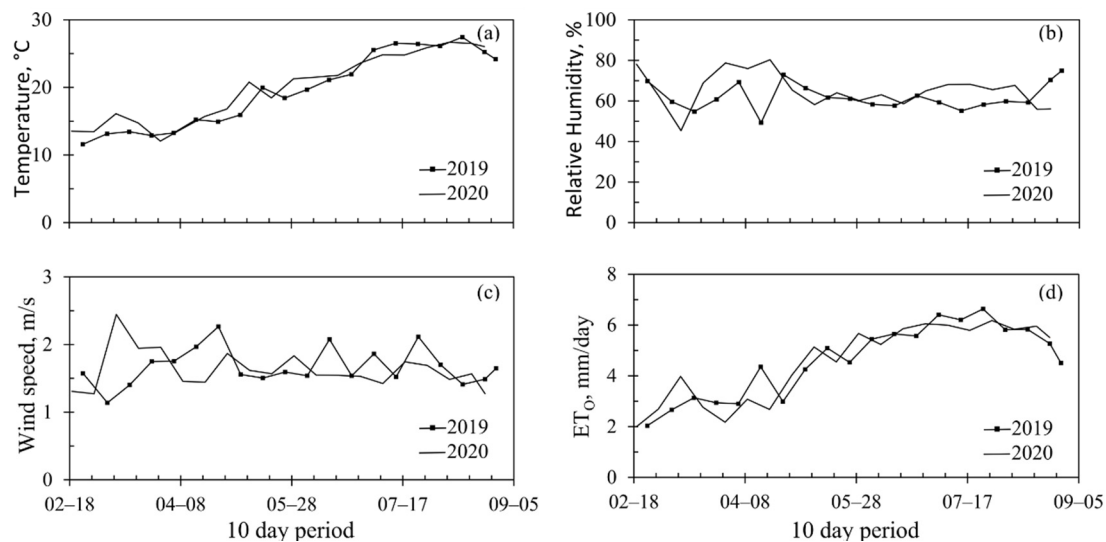 (a)
30
20
10
0
Temperature, °C
2019
2020
(b)
100
80
60
40
20
0
Relative Humidity, %
2019
2020
(c)
3
2
1
0
Wind speed, m/s
2019
2020
02–18 04–08 05–28 07–17 09–05
10 day period
(d)
8
6
4
2
0
ETO, mm/day
2019
2020
02–18 04–08 05–28 07–17 09–05
10 day period